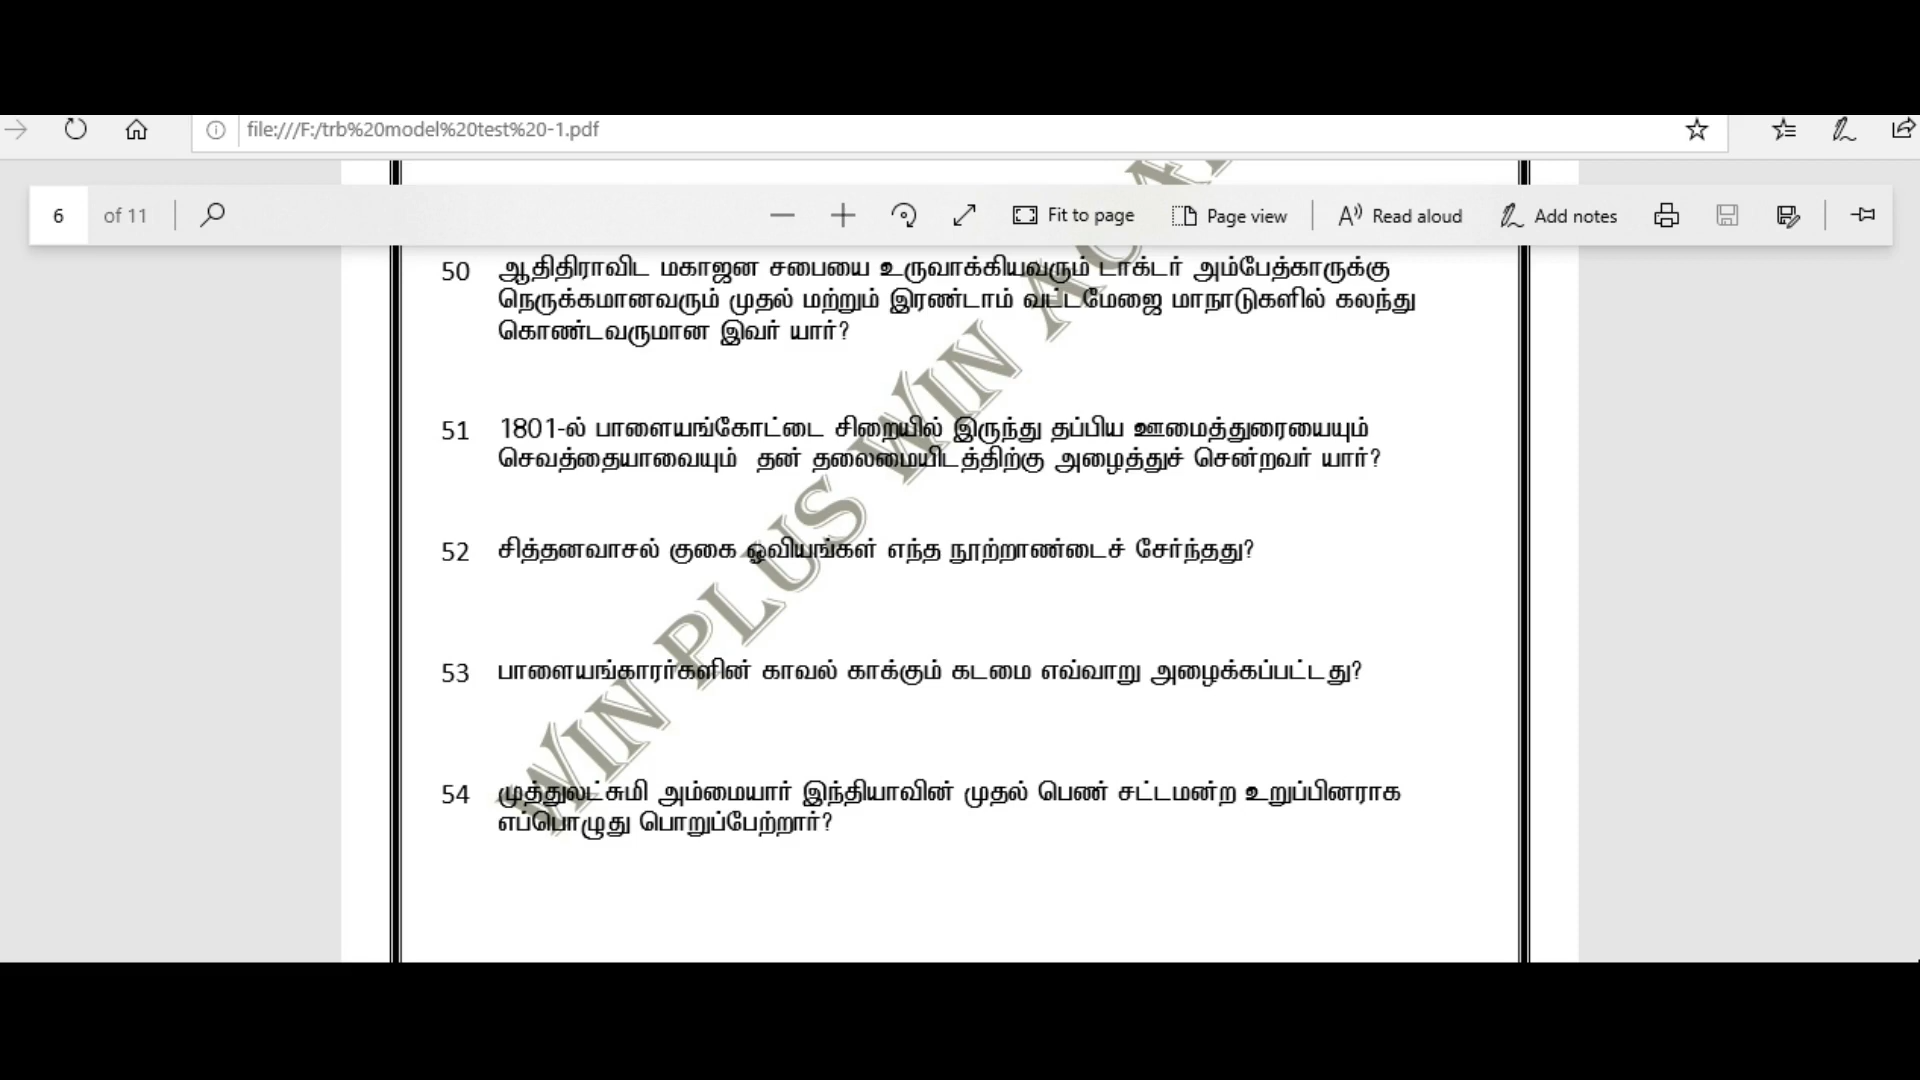 file:///F:/trb%20model%20test%20-1.pdf
6 of 11 Fit to page Page view Read aloud Add notes
50 ஆதிதிராவிட மகாஜன சபையை உருவாக்கியவரும் டாக்டர் அம்பேத்காருக்கு
நெருக்கமானவரும் முதல் மற்றும் இரண்டாம் வட்டமேஜை மாநாடுகளில் கலந்து
கொண்டவருமான இவர் யார்?
51 1801-ல் பாளையங்கோட்டை சிறையில் இருந்து தப்பிய ஊமைத்துரையையும்
செவத்தையாவையும் தன் தலைமையிடத்திற்கு அழைத்துச் சென்றவர் யார்?
52 சித்தனவாசல் குகை ஓவியங்கள் எந்த நூற்றாண்டைச் சேர்ந்தது?
53 பாளையங்காரர்களின் காவல் காக்கும் கடமை எவ்வாறு அழைக்கப்பட்டது?
54 முத்துலட்சுமி அம்மையார் இந்தியாவின் முதல் பெண் சட்டமன்ற உறுப்பினராக
எப்பொழுது பொறுப்பேற்றார்?
WIN PLUS WIN